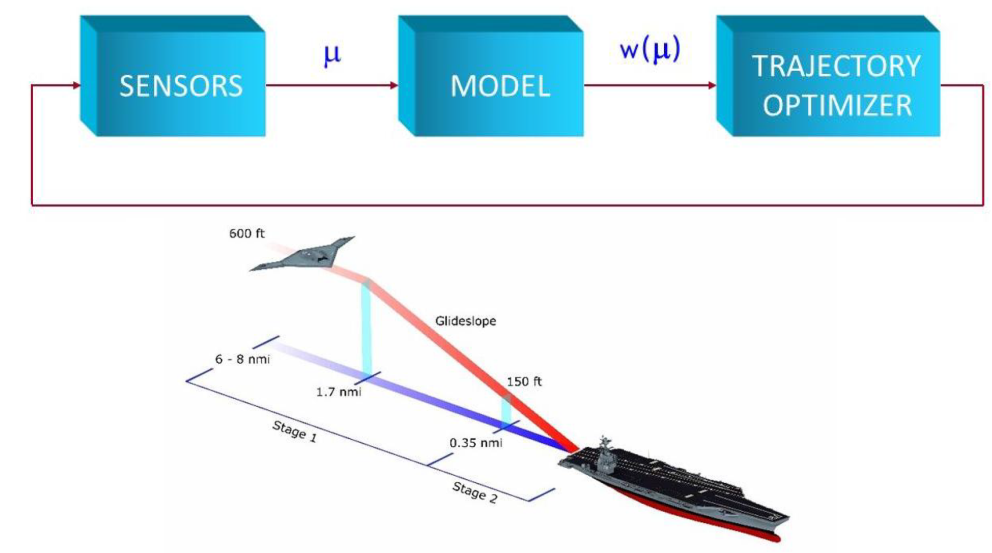 SENSORS
μ
MODEL
w(μ)
TRAJECTORY
OPTIMIZER
600 ft
Glideslope
6 - 8 nmi
1.7 nmi
150 ft
0.35 nmi
Stage 1
Stage 2